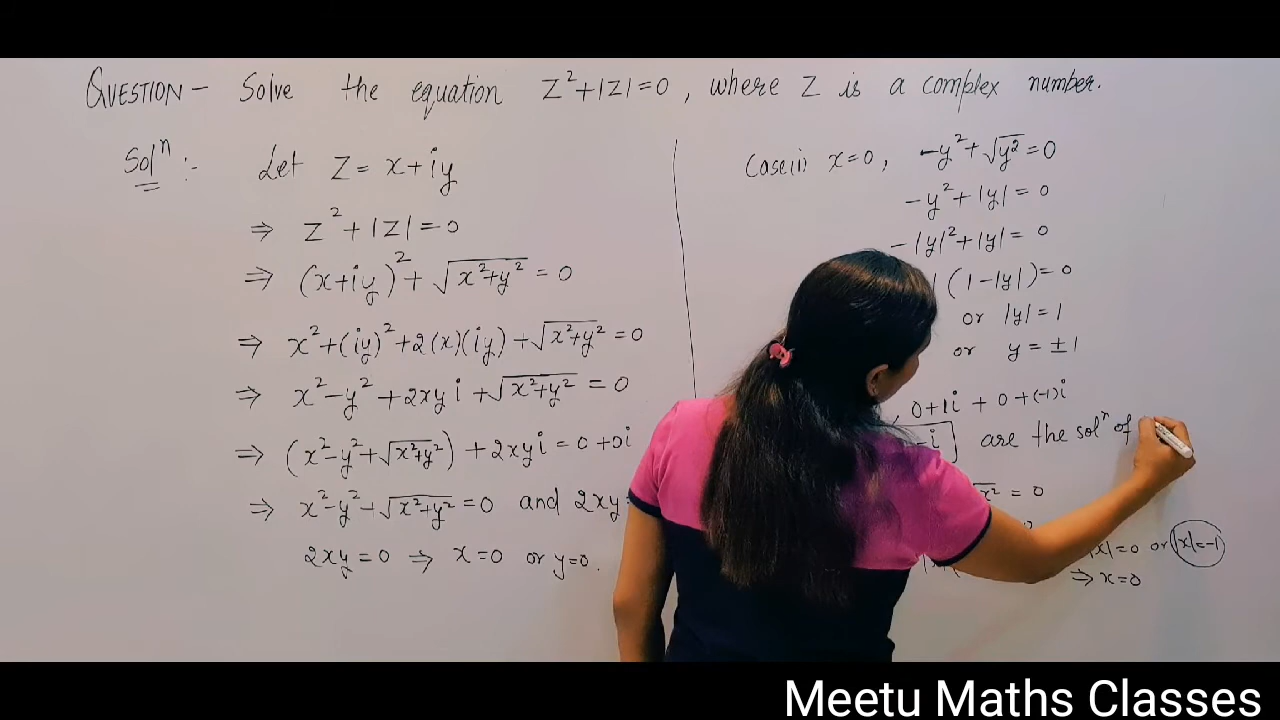 QUESTION – Solve the equation Z²+|Z|=0, where Z is a complex number.
Solⁿ :- Let Z = x+iy
⇒ Z²+|Z|=0
⇒ (x+iy)²+√x²+y² = 0
⇒ x²+(iy)²+2(x)(iy)+√x²+y² = 0
⇒ x²-y²+2xyi+√x²+y² = 0
⇒ (x²-y²+√x²+y²)+2xyi = 0+0i
⇒ x²-y²+√x²+y² = 0 and 2xy
2xy=0 ⇒ x=0 or y=0.
Case(i) x=0, -y²+√y²=0
-y²+|y|=0
-|y|²+|y|=0
(1-|y|)=0
or |y|=1
or y=±1
0+1i + 0+(-1)i
-i are the solⁿ of
x² = 0
|x|=0 or |x|=-1
⇒ x=0
Meetu Maths Classes